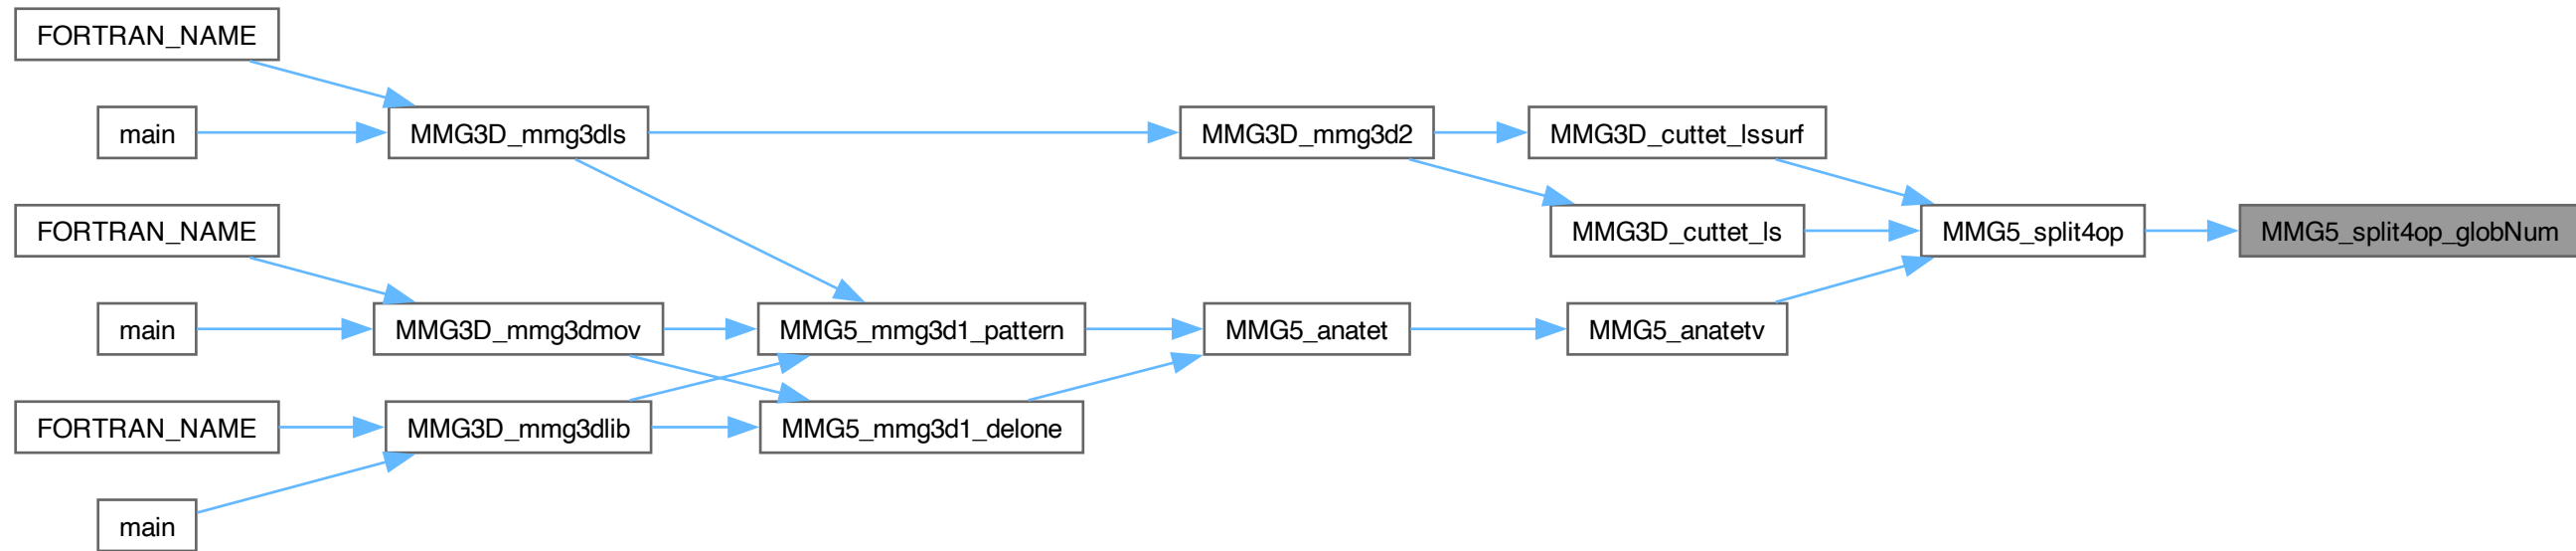 FORTRAN_NAME
main
MMG3D_mmg3dls
MMG3D_mmg3d2
MMG3D_cuttet_lssurf
FORTRAN_NAME
MMG3D_cuttet_ls
MMG5_split4op
MMG5_split4op_globNum
main
MMG3D_mmg3dmov
MMG5_mmg3d1_pattern
MMG5_anatet
MMG5_anatetv
FORTRAN_NAME
MMG3D_mmg3dlib
MMG5_mmg3d1_delone
main